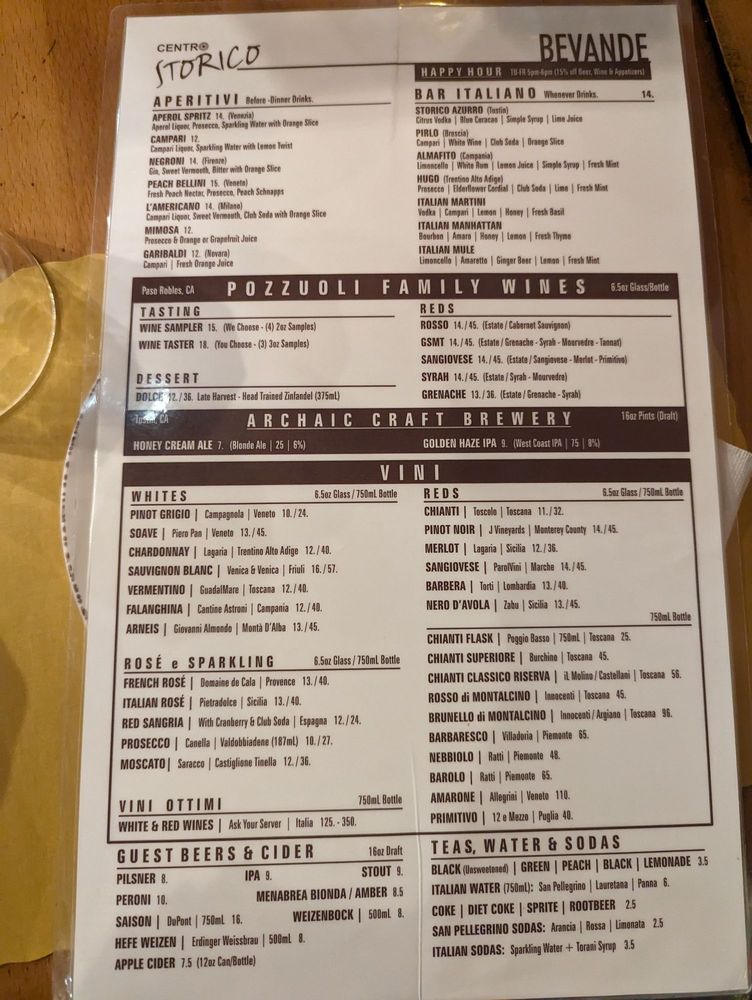 CENTRO
STORICO
BEVANDE
HAPPY HOUR TU-FR 5pm-6pm (15% off Beer, Wine & Appetizers)
APERITIVI Before -Dinner Drinks.
APEROL SPRITZ 14. (Venezia)
Aperol Liquor, Prosecco, Sparkling Water with Orange Slice
CAMPARI 12.
Campari Liquor, Sparkling Water with Lemon Twist
NEGRONI 14. (Firenze)
Gin, Sweet Vermouth, Bitter with Orange Slice
PEACH BELLINI 15. (Veneto)
Fresh Peach Nectar, Prosecco, Peach Schnapps
L'AMERICANO 14. (Milano)
Campari Liquor, Sweet Vermouth, Club Soda with Orange Slice
MIMOSA 12.
Prosecco & Orange or Grapefruit Juice
GARIBALDI 12. (Novara)
Campari | Fresh Orange Juice
BAR ITALIANO Whenever Drinks. 14.
STORICO AZURRO (Tustin)
Citrus Vodka | Blue Curacao | Simple Syrup | Lime Juice
PIRLO (Brescia)
Campari | White Wine | Club Soda | Orange Slice
ALMAFITO (Campania)
Limoncello | White Rum | Lemon Juice | Simple Syrup | Fresh Mint
HUGO (Trentino Alto Adige)
Prosecco | Elderflower Cordial | Club Soda | Lime | Fresh Mint
ITALIAN MARTINI
Vodka | Campari | Lemon | Honey | Fresh Basil
ITALIAN MANHATTAN
Bourbon | Amaro | Honey | Lemon | Fresh Thyme
ITALIAN MULE
Limoncello | Amaretto | Ginger Beer | Lemon | Fresh Mint
Paso Robles, CA POZZUOLI FAMILY WINES 6.5oz Glass/Bottle
TASTING
WINE SAMPLER 15. (We Choose - (4) 2oz Samples)
WINE TASTER 18. (You Choose - (3) 3oz Samples)
DESSERT
DOLCE 12./36. Late Harvest - Head Trained Zinfandel (375mL)
REDS
ROSSO 14./45. (Estate / Cabernet Sauvignon)
GSMT 14./45. (Estate / Grenache - Syrah - Mourvedre - Tannat)
SANGIOVESE 14./45. (Estate / Sangiovese - Merlot - Primitivo)
SYRAH 14./45. (Estate / Syrah - Mourvedre)
GRENACHE 13./36. (Estate / Grenache - Syrah)
Tustin, CA ARCHAIC CRAFT BREWERY 16oz Pints (Draft)
HONEY CREAM ALE 7. (Blonde Ale | 25 | 6%)
GOLDEN HAZE IPA 9. (West Coast IPA | 75 | 8%)
VINI
WHITES 6.5oz Glass / 750mL Bottle
PINOT GRIGIO | Campagnola | Veneto 10./24.
SOAVE | Piero Pan | Veneto 13./45.
CHARDONNAY | Lagaria | Trentino Alto Adige 12./40.
SAUVIGNON BLANC | Venica & Venica | Friuli 16./57.
VERMENTINO | GuadalMare | Toscana 12./40.
FALANGHINA | Cantine Astroni | Campania 12./40.
ARNEIS | Giovanni Almondo | Montà D'Alba 13./45.
ROSÉ e SPARKLING 6.5oz Glass / 750mL Bottle
FRENCH ROSÉ | Domaine de Cala | Provence 13./40.
ITALIAN ROSÉ | Pietradolce | Sicilia 13./40.
RED SANGRIA | With Cranberry & Club Soda | Espagna 12./24.
PROSECCO | Canella | Valdobbiadene (187mL) 10./27.
MOSCATO | Saracco | Castiglione Tinella 12./36.
VINI OTTIMI 750mL Bottle
WHITE & RED WINES | Ask Your Server | Italia 125. - 350.
REDS 6.5oz Glass / 750mL Bottle
CHIANTI | Toscolo | Toscana 11./32.
PINOT NOIR | J Vineyards | Monterey County 14./45.
MERLOT | Lagaria | Sicilia 12./36.
SANGIOVESE | ParolVini | Marche 14./45.
BARBERA | Torti | Lombardia 13./40.
NERO D'AVOLA | Zabu | Sicilia 13./45.
750mL Bottle
CHIANTI FLASK | Poggio Basso | 750mL | Toscana 25.
CHIANTI SUPERIORE | Burchino | Toscana 45.
CHIANTI CLASSICO RISERVA | iL Molino / Castellani | Toscana 56.
ROSSO di MONTALCINO | Innocenti | Toscana 45.
BRUNELLO di MONTALCINO | Innocenti / Argiano | Toscana 96.
BARBARESCO | Villadoria | Piemonte 65.
NEBBIOLO | Ratti | Piemonte 48.
BAROLO | Ratti | Piemonte 65.
AMARONE | Allegrini | Veneto 110.
PRIMITIVO | 12 e Mezzo | Puglia 40.
GUEST BEERS & CIDER 16oz Draft
PILSNER 8. IPA 9. STOUT 9.
PERONI 10. MENABREA BIONDA / AMBER 8.5
SAISON | DuPont | 750mL 16. WEIZENBOCK | 500mL 8.
HEFE WEIZEN | Erdinger Weissbrau | 500mL 8.
APPLE CIDER 7.5 (12oz Can/Bottle)
TEAS, WATER & SODAS
BLACK (Unsweetened) | GREEN | PEACH | BLACK | LEMONADE 3.5
ITALIAN WATER (750mL): San Pellegrino | Lauretana | Panna 6.
COKE | DIET COKE | SPRITE | ROOTBEER 2.5
SAN PELLEGRINO SODAS: Arancia | Rossa | Limonata 2.5
ITALIAN SODAS: Sparkling Water + Torani Syrup 3.5